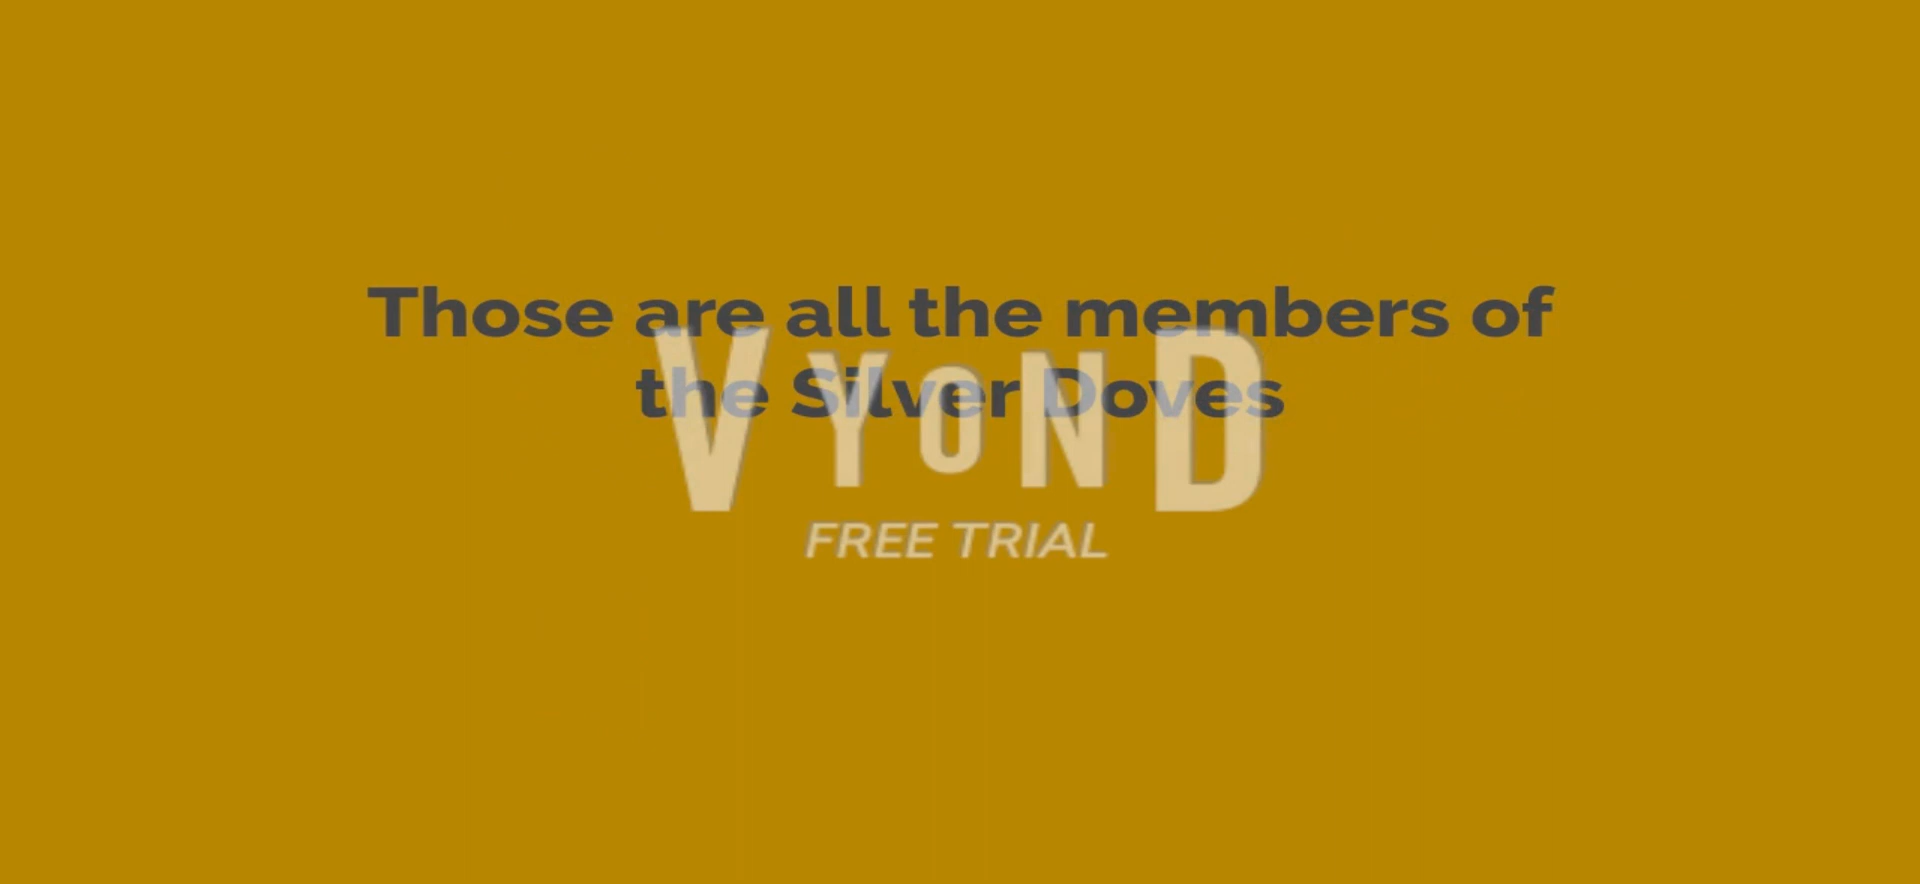 Those are all the members of
the Silver Doves
VYOND
FREE TRIAL